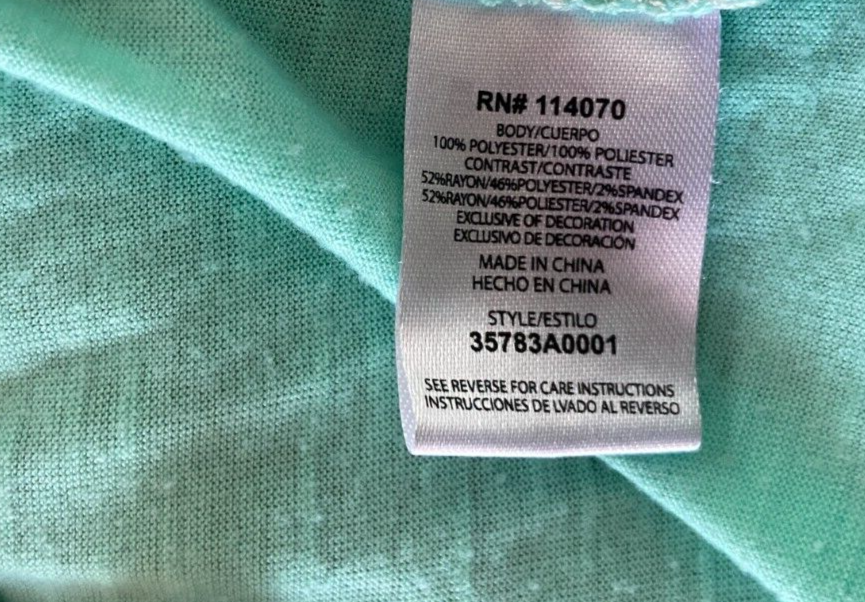 RN# 114070
BODY/CUERPO
100% POLYESTER/100% POLIESTER
CONTRAST/CONTRASTE
52%RAYON/46%POLYESTER/2%SPANDEX
52%RAYON/46%POLIESTER/2%SPANDEX
EXCLUSIVE OF DECORATION
EXCLUSIVO DE DECORACIÓN
MADE IN CHINA
HECHO EN CHINA
STYLE/ESTILO
35783A0001
SEE REVERSE FOR CARE INSTRUCTIONS
INSTRUCCIONES DE LVADO AL REVERSO